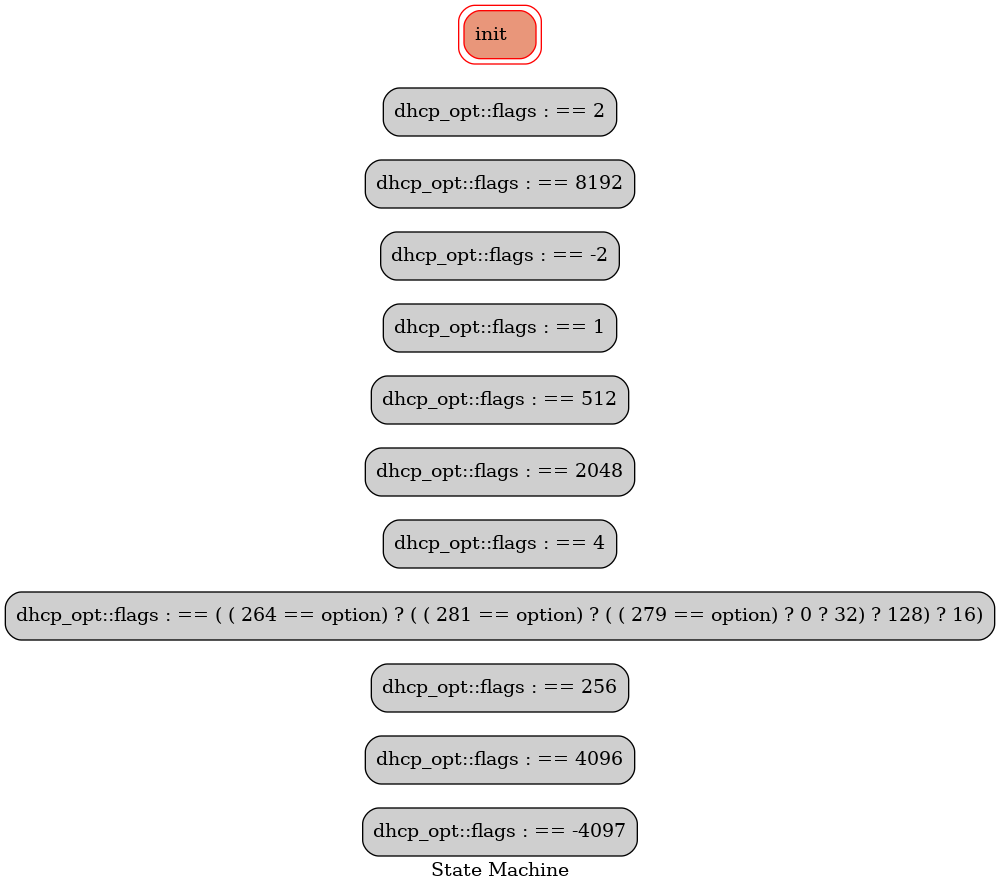 init
dhcp_opt::flags : == 2
dhcp_opt::flags : == 8192
dhcp_opt::flags : == -2
dhcp_opt::flags : == 1
dhcp_opt::flags : == 512
dhcp_opt::flags : == 2048
dhcp_opt::flags : == 4
dhcp_opt::flags : == ( ( 264 == option) ? ( ( 281 == option) ? ( ( 279 == option) ? 0 ? 32) ? 128) ? 16)
dhcp_opt::flags : == 256
dhcp_opt::flags : == 4096
dhcp_opt::flags : == -4097
State Machine